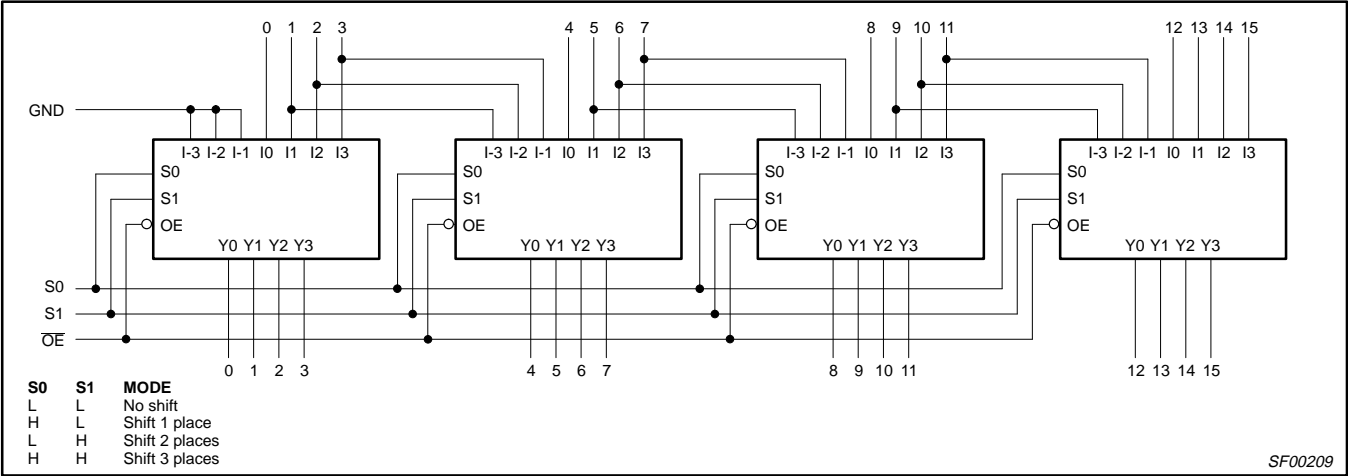 0 1 2 3 4 5 6 7 8 9 10 11 12 13 14 15
GND
I-3 I-2 I-1 I0 I1 I2 I3 I-3 I-2 I-1 I0 I1 I2 I3 I-3 I-2 I-1 I0 I1 I2 I3 I-3 I-2 I-1 I0 I1 I2 I3
S0 S0 S0 S0
S1 S1 S1 S1
OE OE OE OE
Y0 Y1 Y2 Y3 Y0 Y1 Y2 Y3 Y0 Y1 Y2 Y3 Y0 Y1 Y2 Y3
S0
S1
OE
0 1 2 3 4 5 6 7 8 9 10 11 12 13 14 15
S0 S1 MODE
L L No shift
H L Shift 1 place
L H Shift 2 places
H H Shift 3 places
SF00209